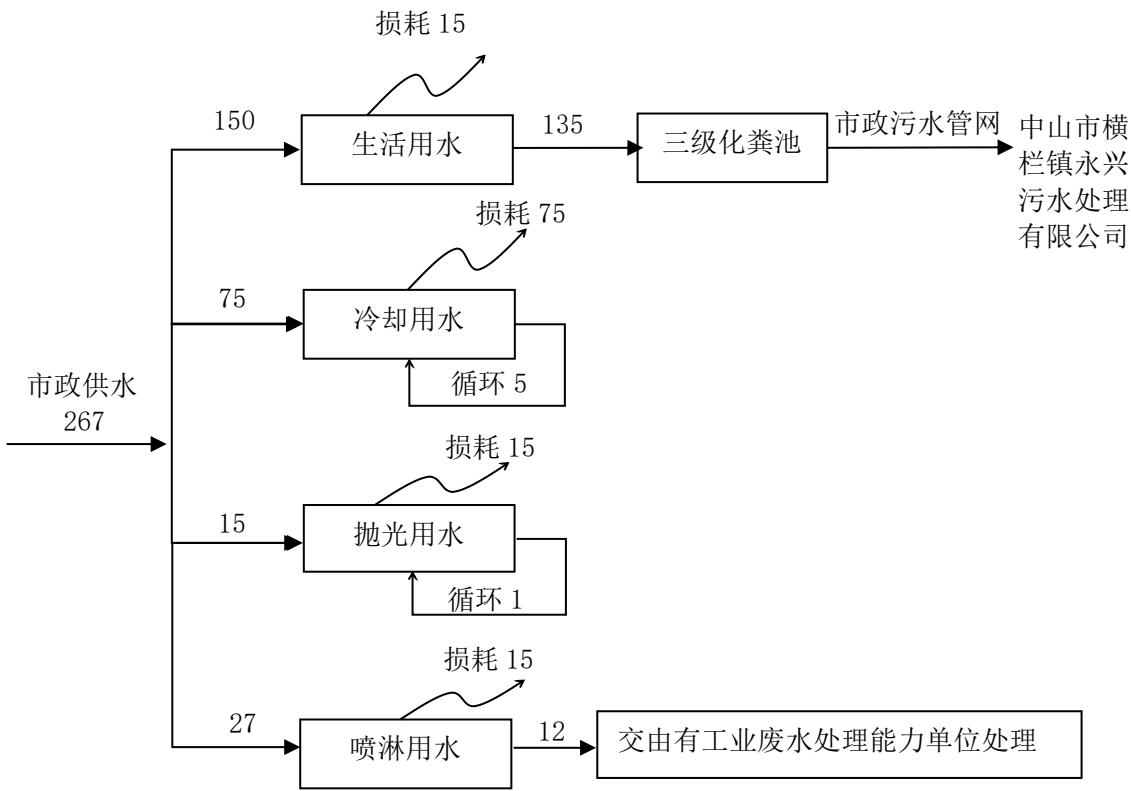 损耗 15
150
生活用水
135
三级化粪池
市政污水管网
中山市横
栏镇永兴
污水处理
有限公司
损耗 75
75
冷却用水
循环 5
市政供水
267
损耗 15
15
抛光用水
循环 1
损耗 15
27
喷淋用水
12
交由有工业废水处理能力单位处理